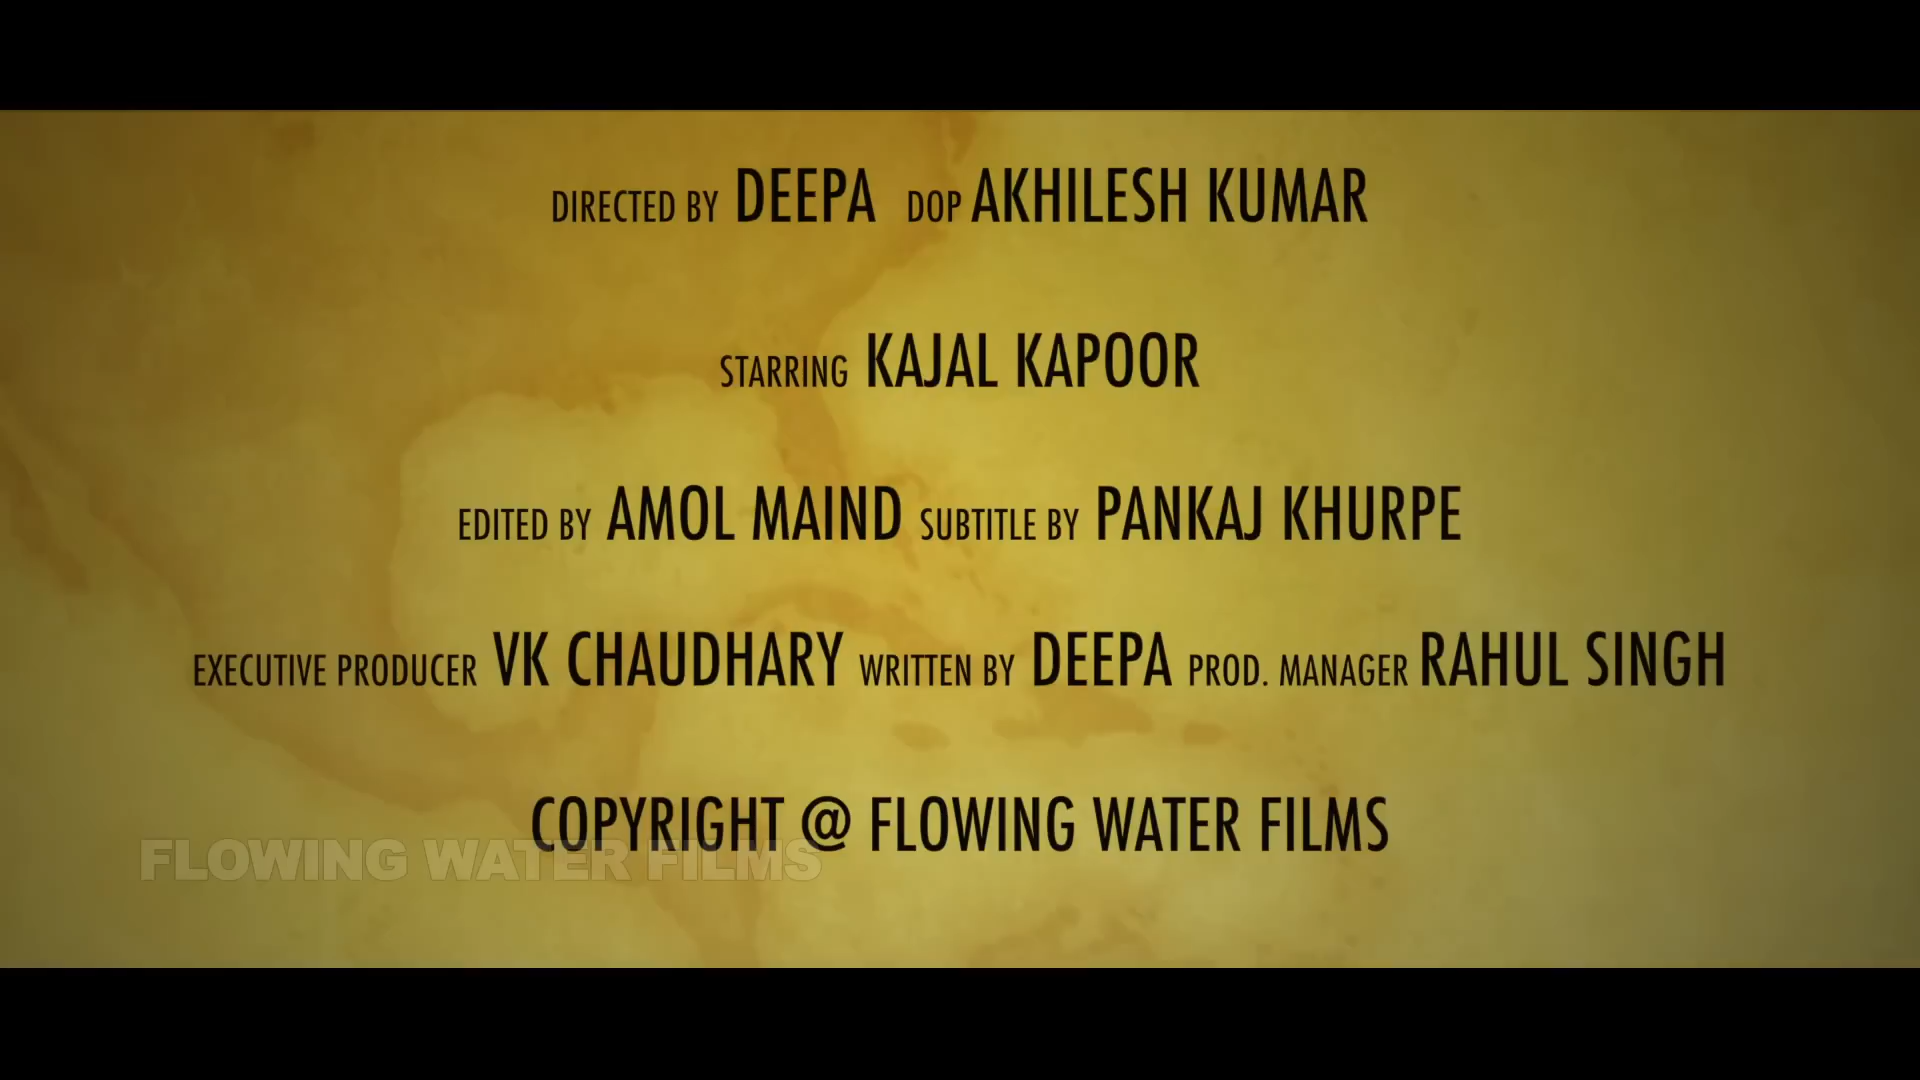 DIRECTED BY DEEPA DOP AKHILESH KUMAR
STARRING KAJAL KAPOOR
EDITED BY AMOL MAIND SUBTITLE BY PANKAJ KHURPE
EXECUTIVE PRODUCER VK CHAUDHARY WRITTEN BY DEEPA PROD. MANAGER RAHUL SINGH
COPYRIGHT @ FLOWING WATER FILMS
FLOWING WATER FILMS